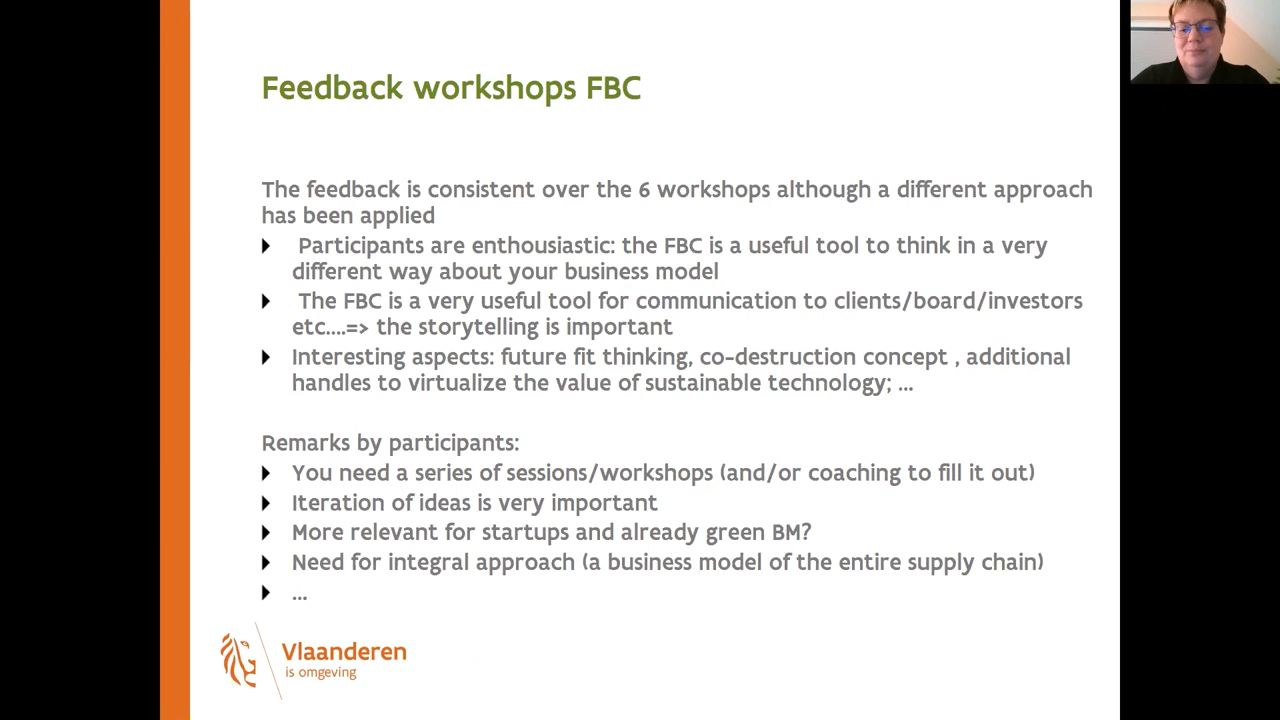 Feedback workshops FBC
The feedback is consistent over the 6 workshops although a different approach
has been applied
Participants are enthousiastic: the FBC is a useful tool to think in a very
different way about your business model
The FBC is a very useful tool for communication to clients/board/investors
etc....=> the storytelling is important
Interesting aspects: future fit thinking, co-destruction concept , additional
handles to virtualize the value of sustainable technology; ...
Remarks by participants:
You need a series of sessions/workshops (and/or coaching to fill it out)
Iteration of ideas is very important
More relevant for startups and already green BM?
Need for integral approach (a business model of the entire supply chain)
...
Vlaanderen
is omgeving